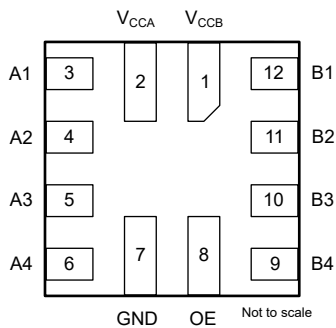 VCCA VCCB
A1 3 2 1 12 B1
A2 4 11 B2
A3 5 10 B3
A4 6 7 8 9 B4
GND OE Not to scale